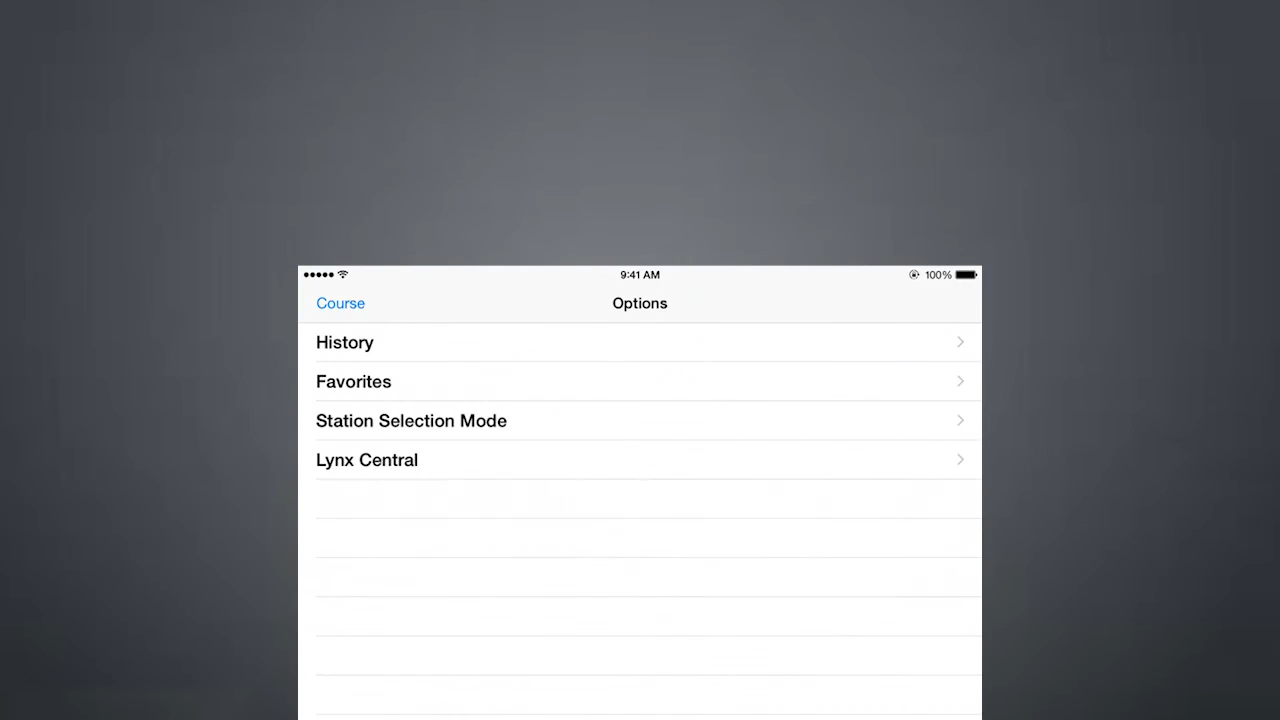 9:41 AM
100%
Course
Options
History
Favorites
Station Selection Mode
Lynx Central